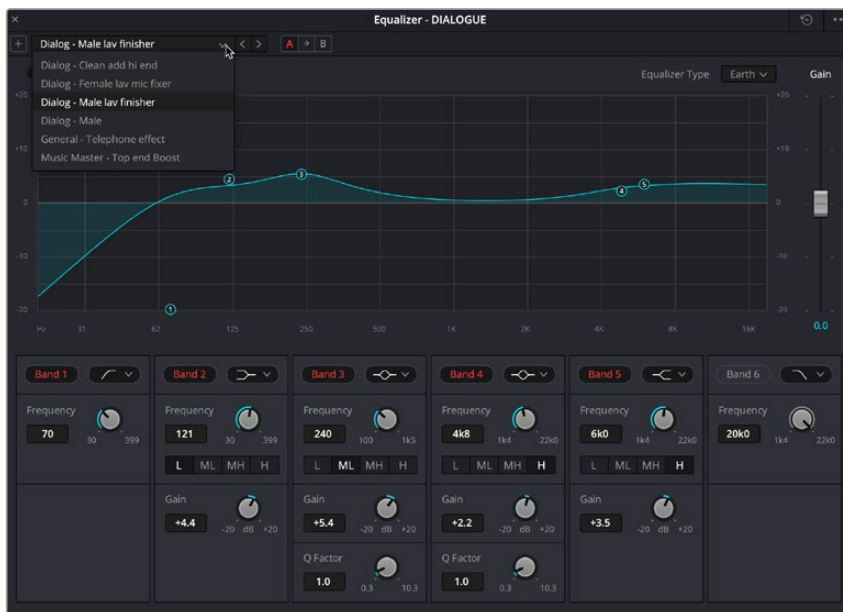 Equalizer - DIALOGUE
Dialog - Male lav finisher
A B
Dialog - Clean add hi end
Dialog - Female lav mic fixer
Dialog - Male lav finisher
Dialog - Male
General - Telephone effect
Music Master - Top end Boost
Equalizer Type Earth Gain
+20 +20
+10 +10
0 0
-10 -10
-20 -20
2 3 4 5
1
Hz 31 62 125 250 500 1K 2K 4K 8K 16K
0.0
Band 1 Band 2 Band 3 Band 4 Band 5 Band 6
Frequency Frequency Frequency Frequency Frequency Frequency
70 30 399 121 30 399 240 100 1k5 4k8 1k4 22k0 6k0 1k4 22k0 20k0 1k4 22k0
L ML MH H L ML MH H L ML MH H L ML MH H
Gain Gain Gain Gain
+4.4 -20 dB +20 +5.4 -20 dB +20 +2.2 -20 dB +20 +3.5 -20 dB +20
Q Factor Q Factor
1.0 0.3 10.3 1.0 0.3 10.3